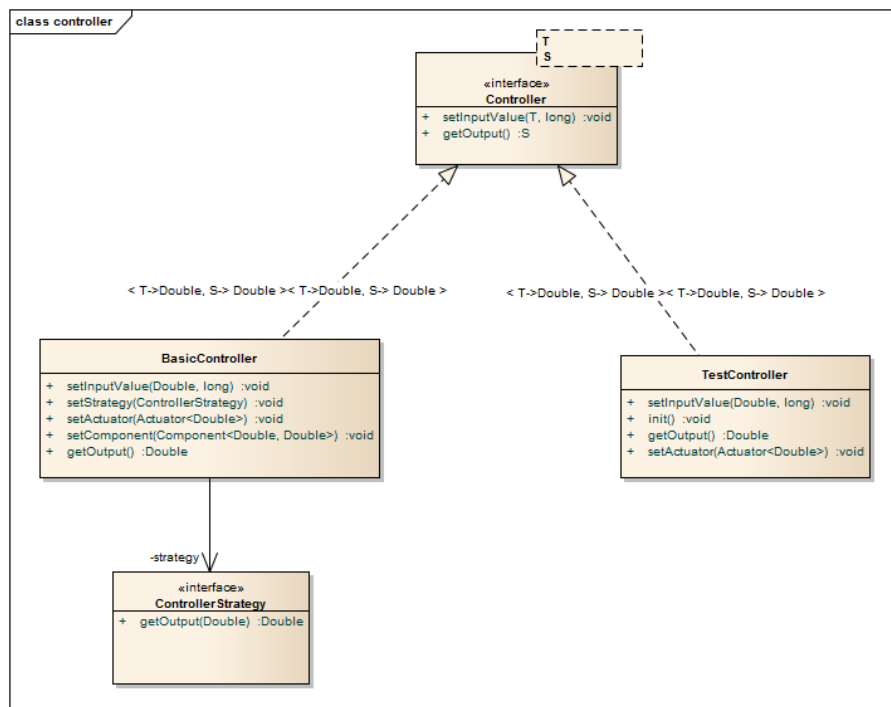 class controller
T
S
«interface»
Controller
+ setInputValue(T, long) :void
+ getOutput() :S
< T->Double, S-> Double >< T->Double, S-> Double >
< T->Double, S-> Double >< T->Double, S-> Double >
BasicController
+ setInputValue(Double, long) :void
+ setStrategy(ControllerStrategy) :void
+ setActuator(Actuator<Double>) :void
+ setComponent(Component<Double, Double>) :void
+ getOutput() :Double
TestController
+ setInputValue(Double, long) :void
+ init() :void
+ getOutput() :Double
+ setActuator(Actuator<Double>) :void
-strategy
«interface»
ControllerStrategy
+ getOutput(Double) :Double